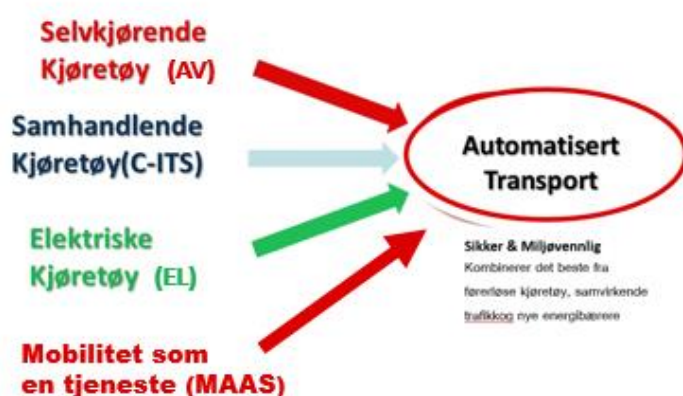 Selvkjørende
Kjøretøy (AV)
Samhandlende
Kjøretøy(C-ITS)
Elektriske
Kjøretøy (EL)
Mobilitet som
en tjeneste (MAAS)
Automatisert
Transport
Sikker & Miljøvennlig
Kombinerer det beste fra
førerløse kjøretøy, samvirkende
trafikkog nye energibærere